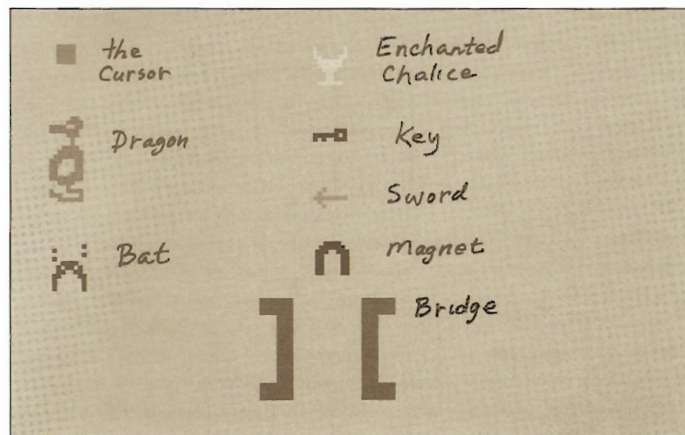 the
Cursor
Enchanted
Chalice
Dragon
Key
Sword
Bat
Magnet
Bridge